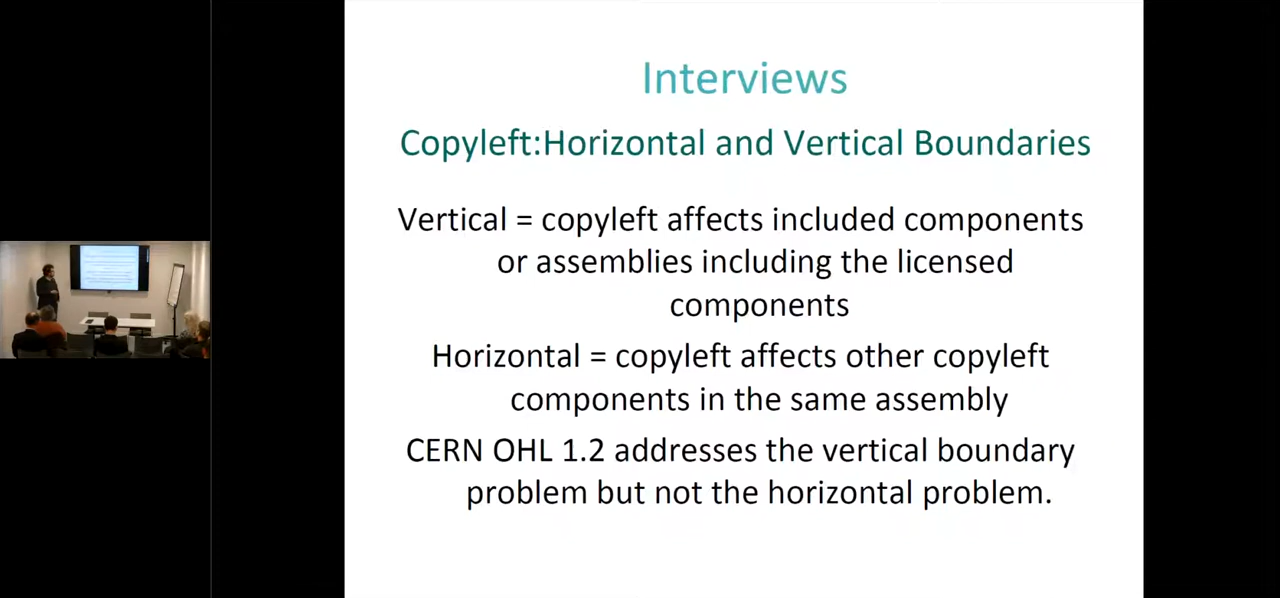 Interviews
Copyleft:Horizontal and Vertical Boundaries
Vertical = copyleft affects included components
or assemblies including the licensed
components
Horizontal = copyleft affects other copyleft
components in the same assembly
CERN OHL 1.2 addresses the vertical boundary
problem but not the horizontal problem.